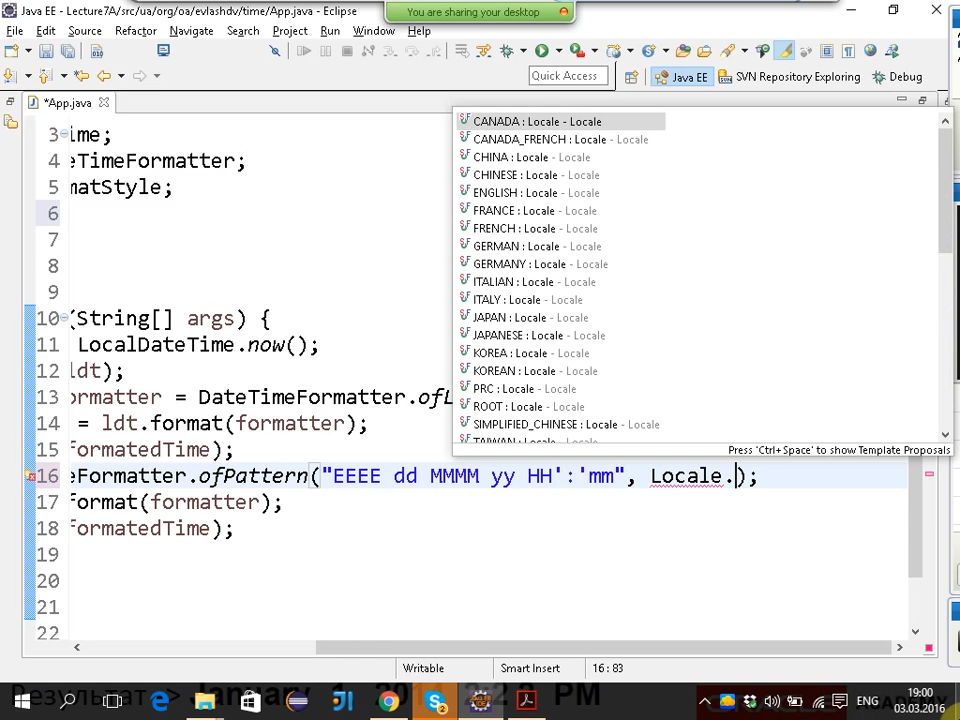 Java EE - Lecture7A/src/ua/org/oa/evlashdv/time/App.java - Eclipse
You are sharing your desktop
File Edit Source Refactor Navigate Search Project Run Window Help
Quick Access
Java EE
SVN Repository Exploring
Debug
*App.java
3 ime;
4 eTimeFormatter;
5 matStyle;
6
7
8
9
10 (String[] args) {
11 LocalDateTime.now();
12 ldt);
13 ormatter = DateTimeFormatter.ofL
14 = ldt.format(formatter);
15 FormatedTime);
16 eFormatter.ofPattern("EEEE dd MMMM yy HH':'mm", Locale.);
17 format(formatter);
18 FormatedTime);
19
20
21
22
CANADA : Locale - Locale
CANADA_FRENCH : Locale - Locale
CHINA : Locale - Locale
CHINESE : Locale - Locale
ENGLISH : Locale - Locale
FRANCE : Locale - Locale
FRENCH : Locale - Locale
GERMAN : Locale - Locale
GERMANY : Locale - Locale
ITALIAN : Locale - Locale
ITALY : Locale - Locale
JAPAN : Locale - Locale
JAPANESE : Locale - Locale
KOREA : Locale - Locale
KOREAN : Locale - Locale
PRC : Locale - Locale
ROOT : Locale - Locale
SIMPLIFIED_CHINESE : Locale - Locale
TAIWAN : Locale - Locale
Press 'Ctrl+Space' to show Template Proposals
Writable
Smart Insert
16 : 83
ENG
19:00
03.03.2016